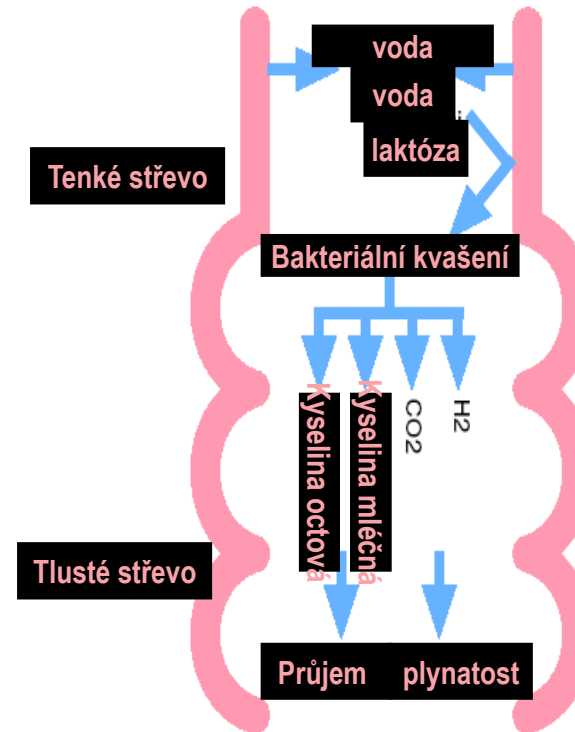 voda
voda
laktóza
Tenké střevo
Bakteriální kvašení
Kyselina octová
Kyselina mléčná
CO2
H2
Tlusté střevo
Průjem
plynatost